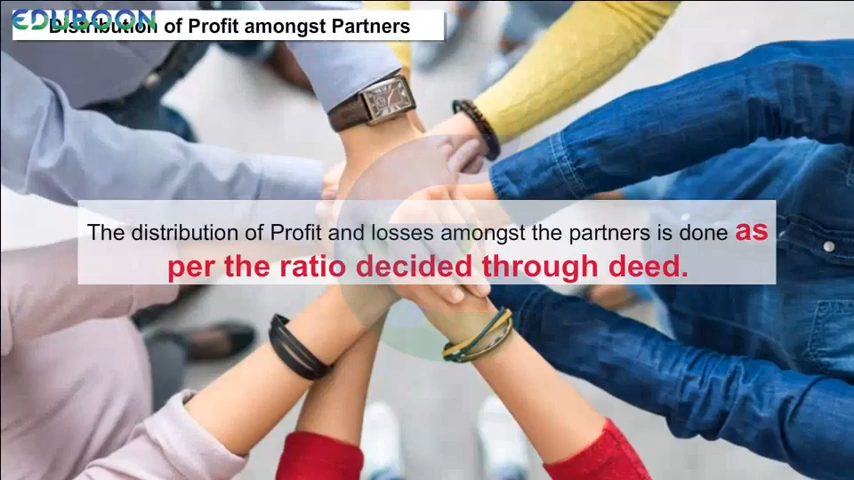 EDUBOON
Distribution of Profit amongst Partners
The distribution of Profit and losses amongst the partners is done as
per the ratio decided through deed.